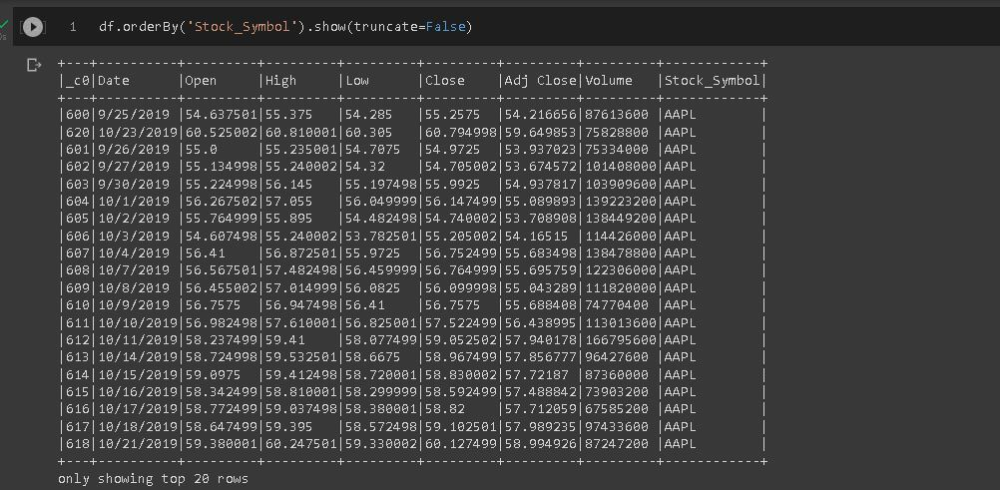 1 df.orderBy('Stock_Symbol').show(truncate=False)
+---+----------+---------+---------+---------+---------+---------+---------+------------+
|_c0|Date      |Open     |High     |Low      |Close    |Adj Close|Volume   |Stock_Symbol|
+---+----------+---------+---------+---------+---------+---------+---------+------------+
|600|9/25/2019 |54.637501|55.375   |54.285   |55.2575  |54.216656|87613600 |AAPL        |
|620|10/23/2019|60.525002|60.810001|60.305   |60.794998|59.649853|75828800 |AAPL        |
|601|9/26/2019 |55.0     |55.235001|54.7075  |54.9725  |53.937023|75334000 |AAPL        |
|602|9/27/2019 |55.134998|55.240002|54.32    |54.705002|53.674572|101408000|AAPL        |
|603|9/30/2019 |55.224998|56.145   |55.197498|55.9925  |54.937817|103909600|AAPL        |
|604|10/1/2019 |56.267502|57.055   |56.049999|56.147499|55.089893|139223200|AAPL        |
|605|10/2/2019 |55.764999|55.895   |54.482498|54.740002|53.708908|138449200|AAPL        |
|606|10/3/2019 |54.607498|55.240002|53.782501|55.205002|54.16515 |114426000|AAPL        |
|607|10/4/2019 |56.41    |56.872501|55.9725  |56.752499|55.683498|138478800|AAPL        |
|608|10/7/2019 |56.567501|57.482498|56.459999|56.764999|55.695759|122306000|AAPL        |
|609|10/8/2019 |56.455002|57.014999|56.0825  |56.099998|55.043289|111820000|AAPL        |
|610|10/9/2019 |56.7575  |56.947498|56.41    |56.7575  |55.688408|74770400 |AAPL        |
|611|10/10/2019|56.982498|57.610001|56.825001|57.522499|56.438995|113013600|AAPL        |
|612|10/11/2019|58.237499|59.41    |58.077499|59.052502|57.940178|166795600|AAPL        |
|613|10/14/2019|58.724998|59.532501|58.6675  |58.967499|57.856777|96427600 |AAPL        |
|614|10/15/2019|59.0975  |59.412498|58.720001|58.830002|57.72187 |87360000 |AAPL        |
|615|10/16/2019|58.342499|58.810001|58.299999|58.592499|57.488842|73903200 |AAPL        |
|616|10/17/2019|58.772499|59.037498|58.380001|58.82    |57.712059|67585200 |AAPL        |
|617|10/18/2019|58.647499|59.395   |58.572498|59.102501|57.989235|97433600 |AAPL        |
|618|10/21/2019|59.380001|60.247501|59.330002|60.127499|58.994926|87247200 |AAPL        |
+---+----------+---------+---------+---------+---------+---------+---------+------------+
only showing top 20 rows